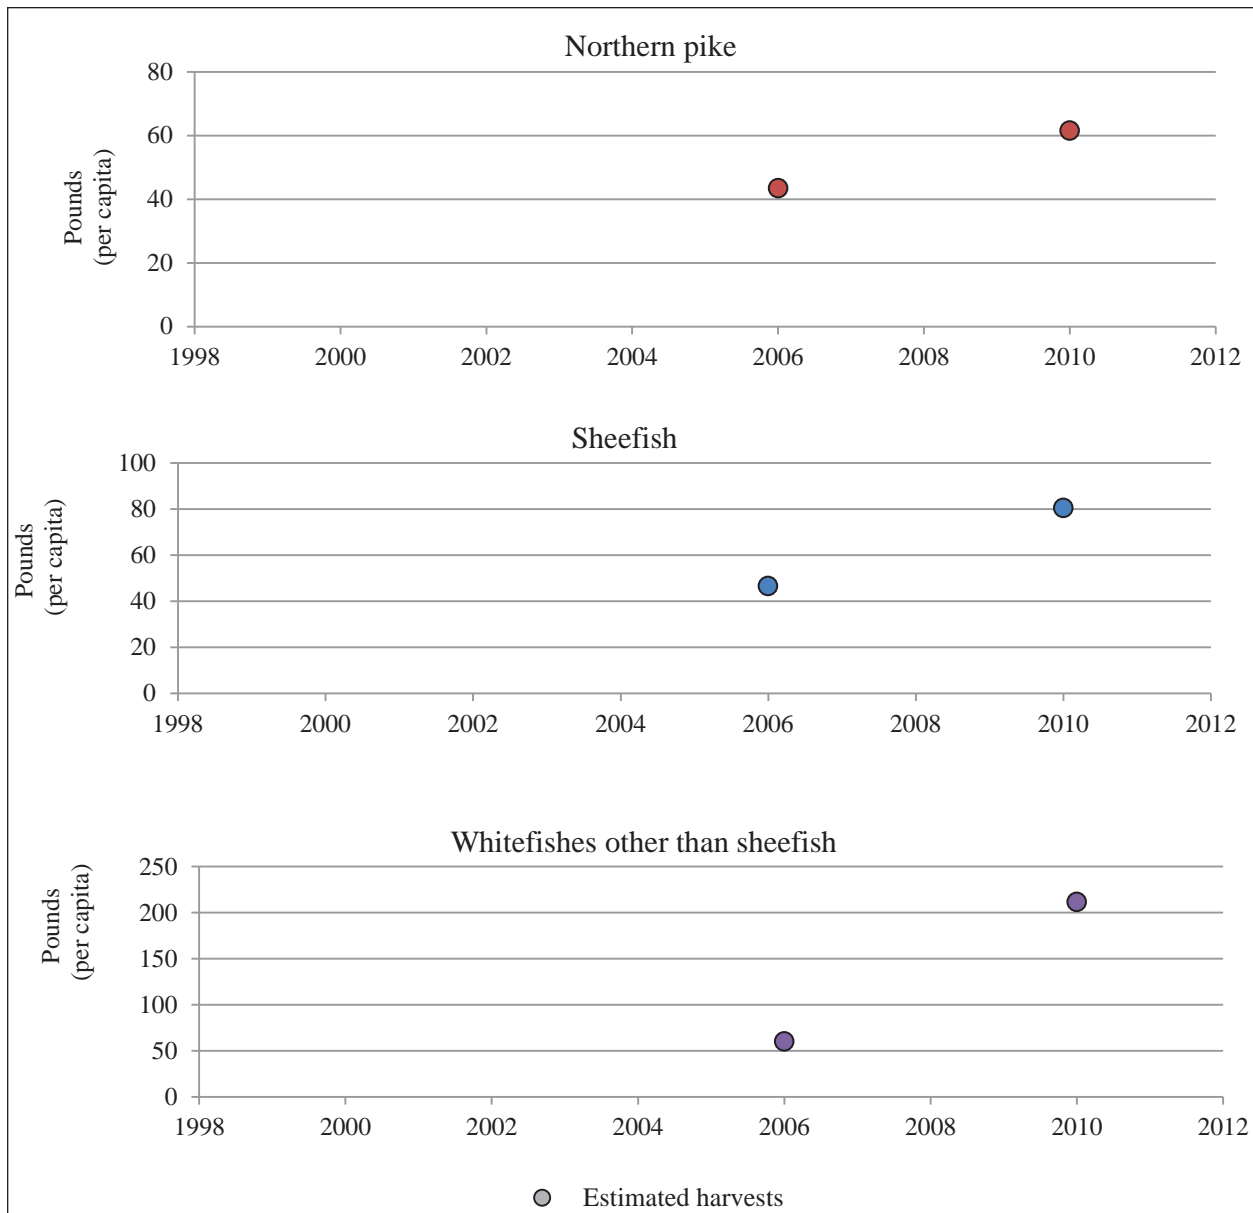 Northern pike
Pounds
(per capita)
80
60
40
20
0
1998 2000 2002 2004 2006 2008 2010 2012
Sheefish
Pounds
(per capita)
100
80
60
40
20
0
1998 2000 2002 2004 2006 2008 2010 2012
Whitefishes other than sheefish
Pounds
(per capita)
250
200
150
100
50
0
1998 2000 2002 2004 2006 2008 2010 2012
Estimated harvests